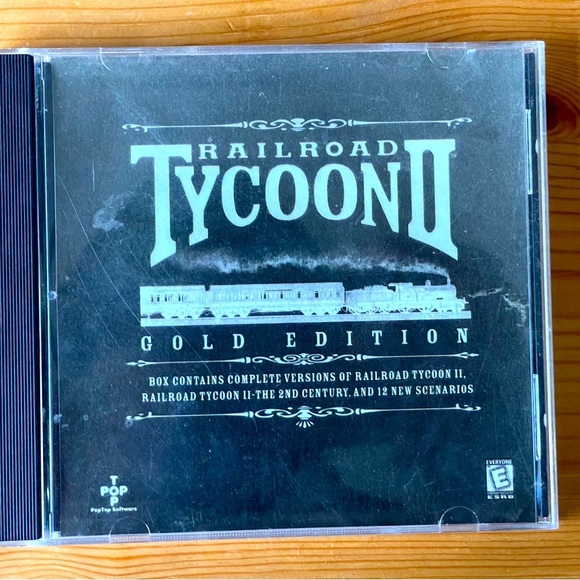 RAILROAD
TYCOON II
GOLD EDITION
BOX CONTAINS COMPLETE VERSIONS OF RAILROAD TYCOON II,
RAILROAD TYCOON II-THE 2ND CENTURY, AND 12 NEW SCENARIOS
T
POP
P
PopTop Software
EVERYONE
E
ESRB